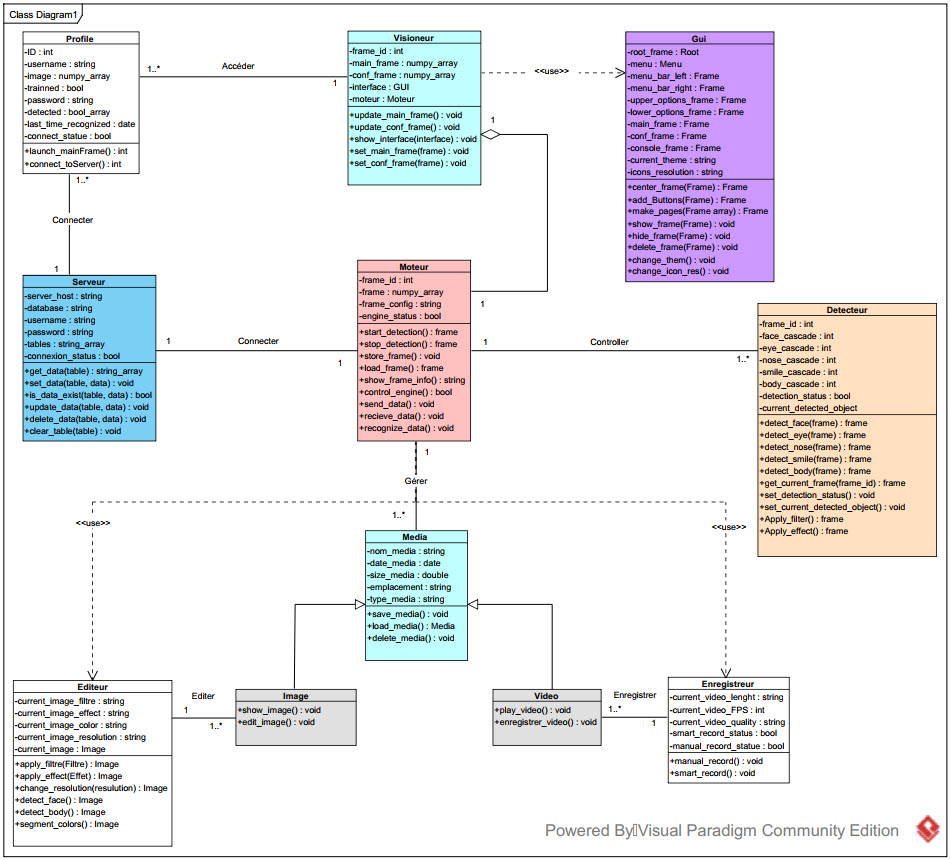 Class Diagram1
Profile
-ID : int
-username : string
-image : numpy_array
-trainned : bool
-password : string
-detected : bool_array
-last_time_recognized : date
-connect_status : bool
+launch_mainFrame() : int
+connect_toServer() : int
1..*
Accéder
1
Visioneur
-frame_id : int
-main_frame : numpy_array
-conf_frame : numpy_array
-interface : GUI
-moteur : Moteur
+update_main_frame() : void
+update_conf_frame() : void
+show_interface(interface) : void
+set_main_frame(frame) : void
+set_conf_frame(frame) : void
<<use>>
1
Gui
-root_frame : Root
-menu : Menu
-menu_bar_left : Frame
-menu_bar_right : Frame
-upper_options_frame : Frame
-lower_options_frame : Frame
-main_frame : Frame
-conf_frame : Frame
-console_frame : Frame
-current_theme : string
-icons_resolution : string
+center_frame(Frame) : Frame
+add_Buttons(Frame) : Frame
+make_pages(Frame array) : Frame
+show_frame(Frame) : void
+hide_frame(Frame) : void
+delete_frame(Frame) : void
+change_them() : void
+change_icon_res() : void
1..*
Connecter
1
Serveur
-server_host : string
-database : string
-username : string
-password : string
-tables : string_array
-connexion_status : bool
+get_data(table) : string_array
+set_data(table, data) : void
+is_data_exist(table, data) : bool
+update_data(table, data) : void
+delete_data(table, data) : void
+clear_table(table) : void
1
Connecter
1
Moteur
-frame_id : int
-frame : numpy_array
-frame_config : string
-engine_status : bool
+start_detection() : frame
+stop_detection() : frame
+store_frame() : void
+load_frame() : frame
+show_frame_info() : string
+control_engine() : bool
+send_data() : void
+recieve_data() : void
+recognize_data() : void
1
1
Controller
1..*
Detecteur
-frame_id : int
-face_cascade : int
-eye_cascade : int
-nose_cascade : int
-smile_cascade : int
-body_cascade : int
-detection_status : bool
-current_detected_object
+detect_face(frame) : frame
+detect_eye(frame) : frame
+detect_nose(frame) : frame
+detect_smile(frame) : frame
+detect_body(frame) : frame
+get_current_frame(frame_id) : frame
+set_detection_status() : void
+set_current_detected_object() : void
+Apply_filter() : frame
+Apply_effect() : frame
1
Gérer
1..*
<<use>>
<<use>>
Media
-nom_media : string
-date_media : date
-size_media : double
-emplacement : string
-type_media : string
+save_media() : void
+load_media() : Media
+delete_media() : void
Editeur
-current_image_filtre : string
-current_image_effect : string
-current_image_color : string
-current_image_resolution : string
-current_image : Image
+apply_filtre(Filtre) : Image
+apply_effect(Effet) : Image
+change_resolution(resulution) : Image
+detect_face() : Image
+detect_body() : Image
+segment_colors() : Image
Editer
1
1..*
Image
+show_image() : void
+edit_image() : void
Video
+play_video() : void
+enregistrer_video() : void
Enregistrer
1..*
1
Enregistreur
-current_video_lenght : string
-current_video_FPS : int
-current_video_quality : string
-smart_record_status : bool
-manual_record_statue : bool
+manual_record() : void
+smart_record() : void
Powered By Visual Paradigm Community Edition